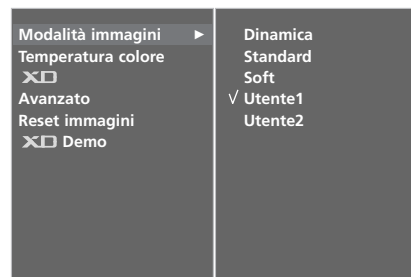 Modalità immagini ►
Temperatura colore
XD
Avanzato
Reset immagini
XD Demo
Dinamica
Standard
Soft
√ Utente1
Utente2